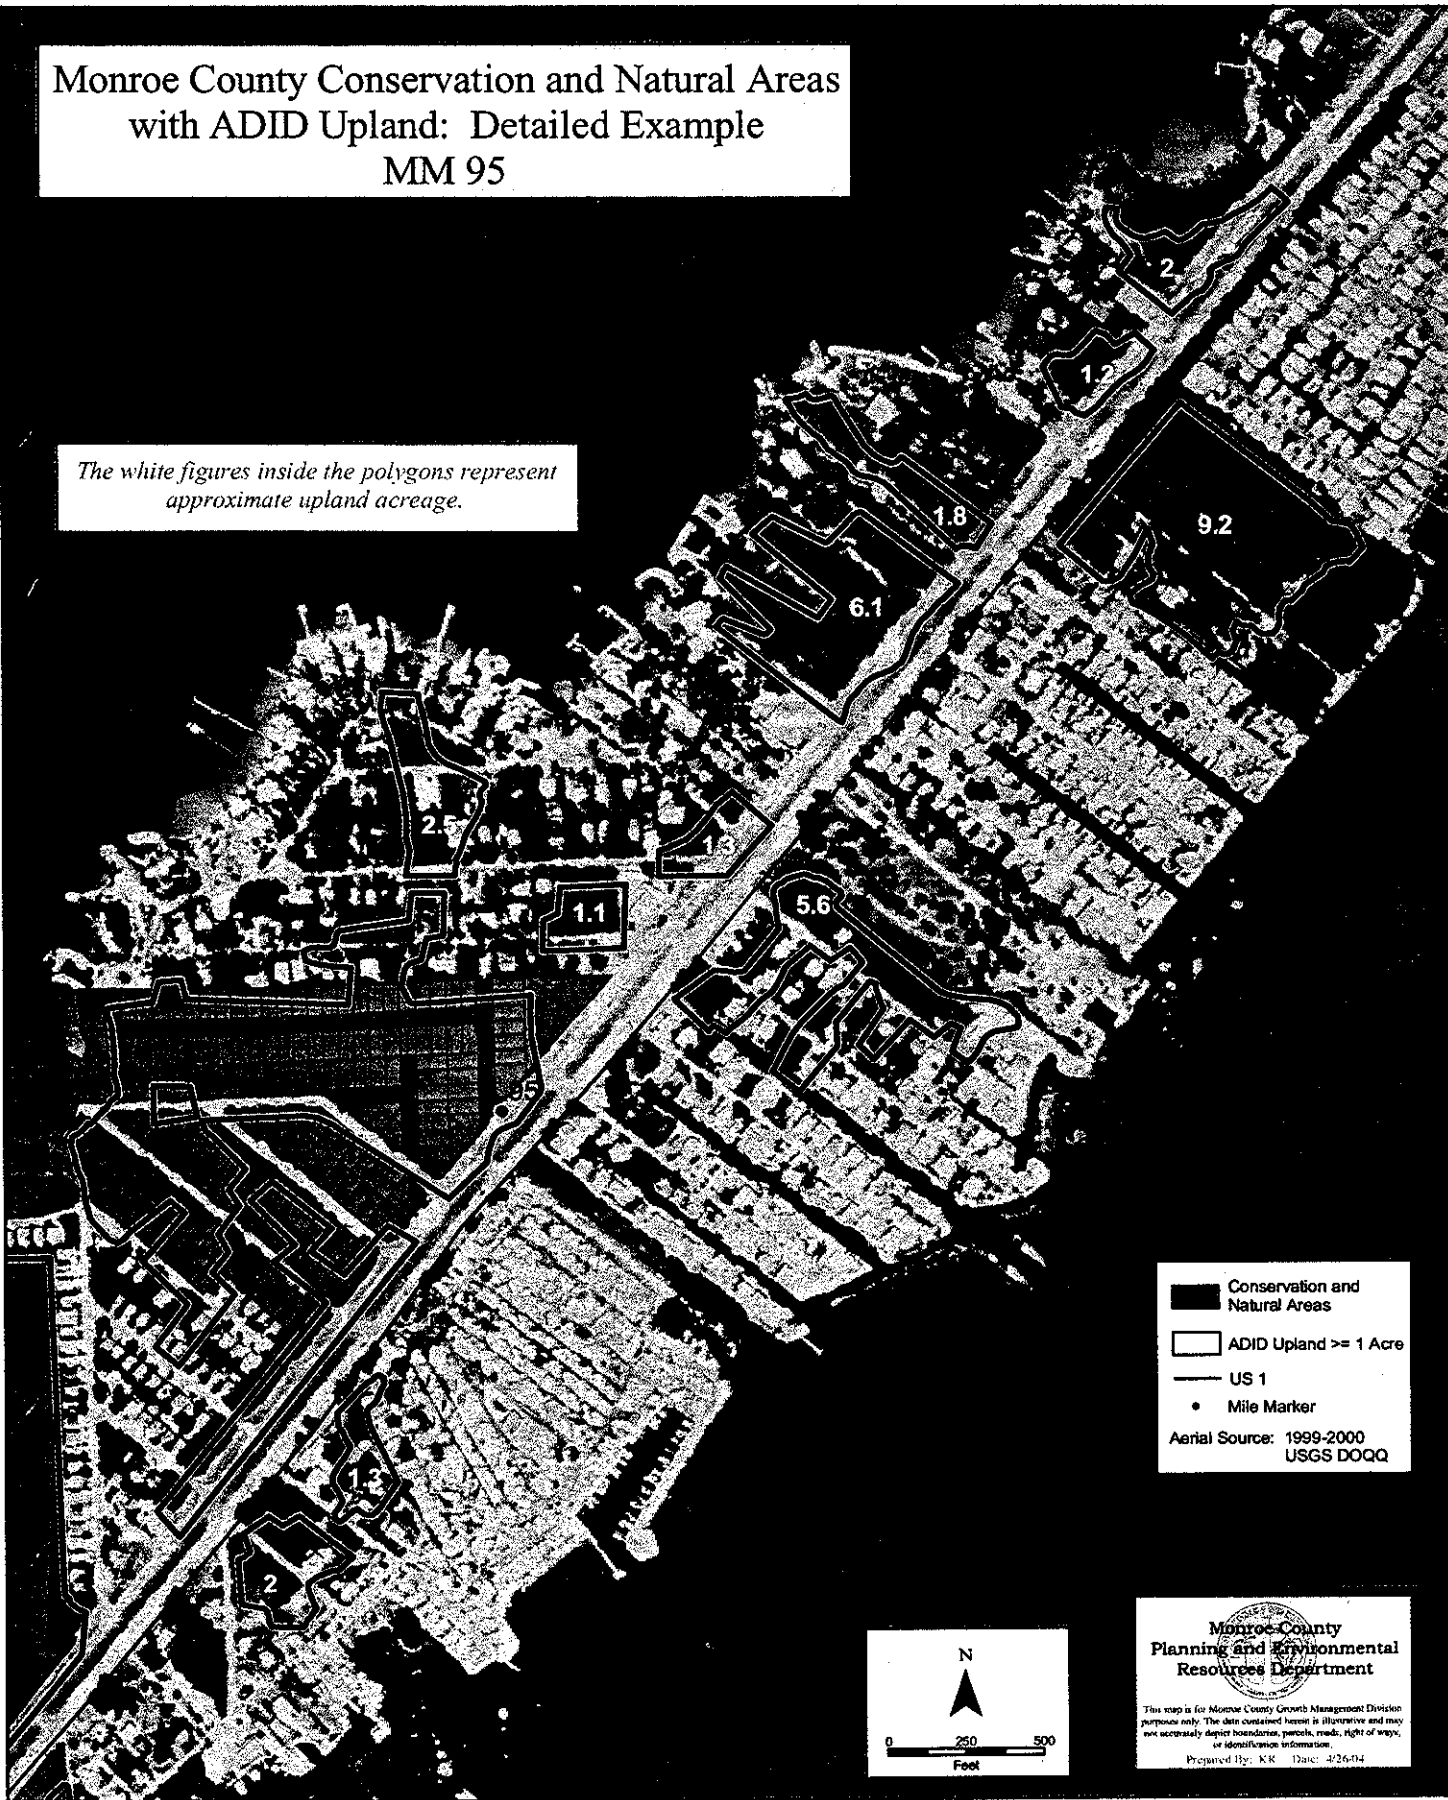 Monroe County Conservation and Natural Areas
with ADID Upland: Detailed Example
MM 95
The white figures inside the polygons represent
approximate upland acreage.
2
1.2
1.8
9.2
6.1
2.5
1.3
1.1
5.6
95
1.3
2
Conservation and
Natural Areas
ADID Upland >= 1 Acre
US 1
Mile Marker
Aerial Source: 1999-2000
USGS DOQQ
N
0 250 500
Feet
Monroe County
Planning and Environmental
Resources Department
This map is for Monroe County Growth Management Division
purposes only. The data contained herein is illustrative and may
not accurately depict boundaries, parcels, roads, right of ways,
or identification information.
Prepared By: KR Date: 4/26/04